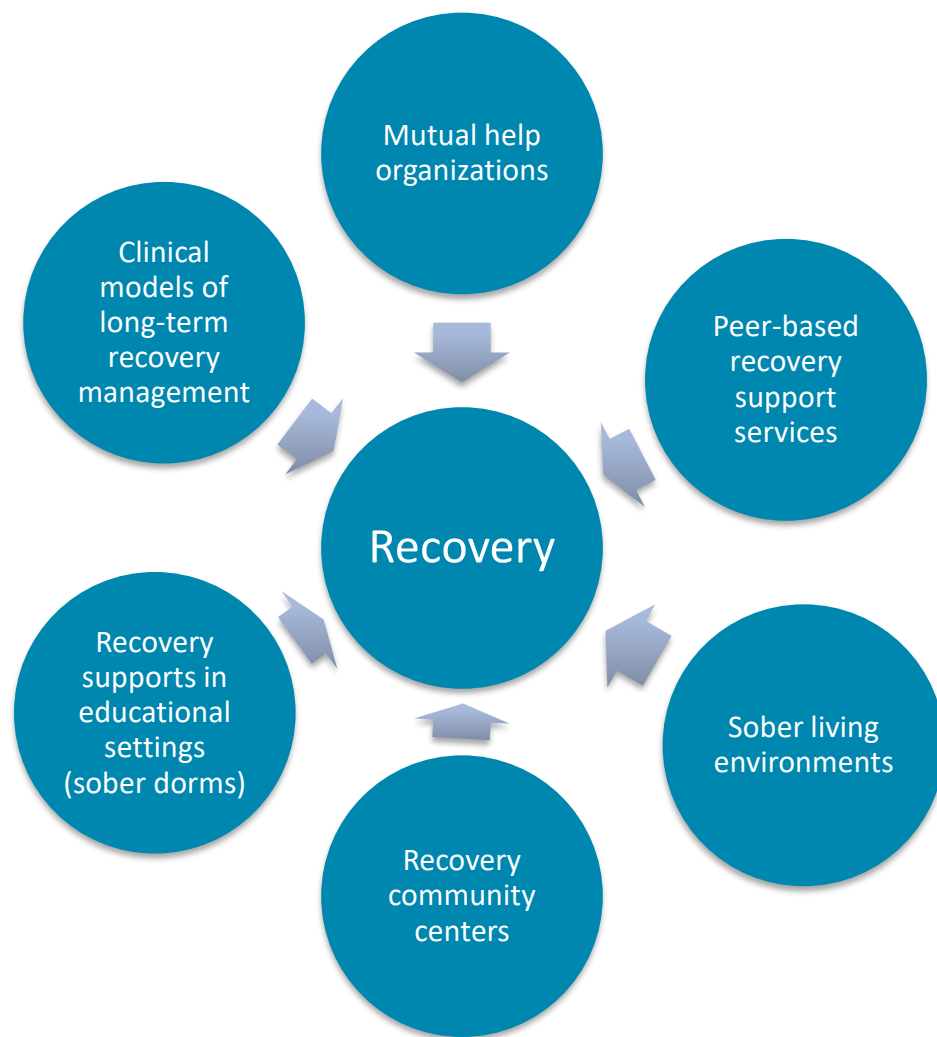 Mutual help
organizations
Clinical
models of
long-term
recovery
management
Peer-based
recovery
support
services
Recovery
Recovery
supports in
educational
settings
(sober dorms)
Sober living
environments
Recovery
community
centers